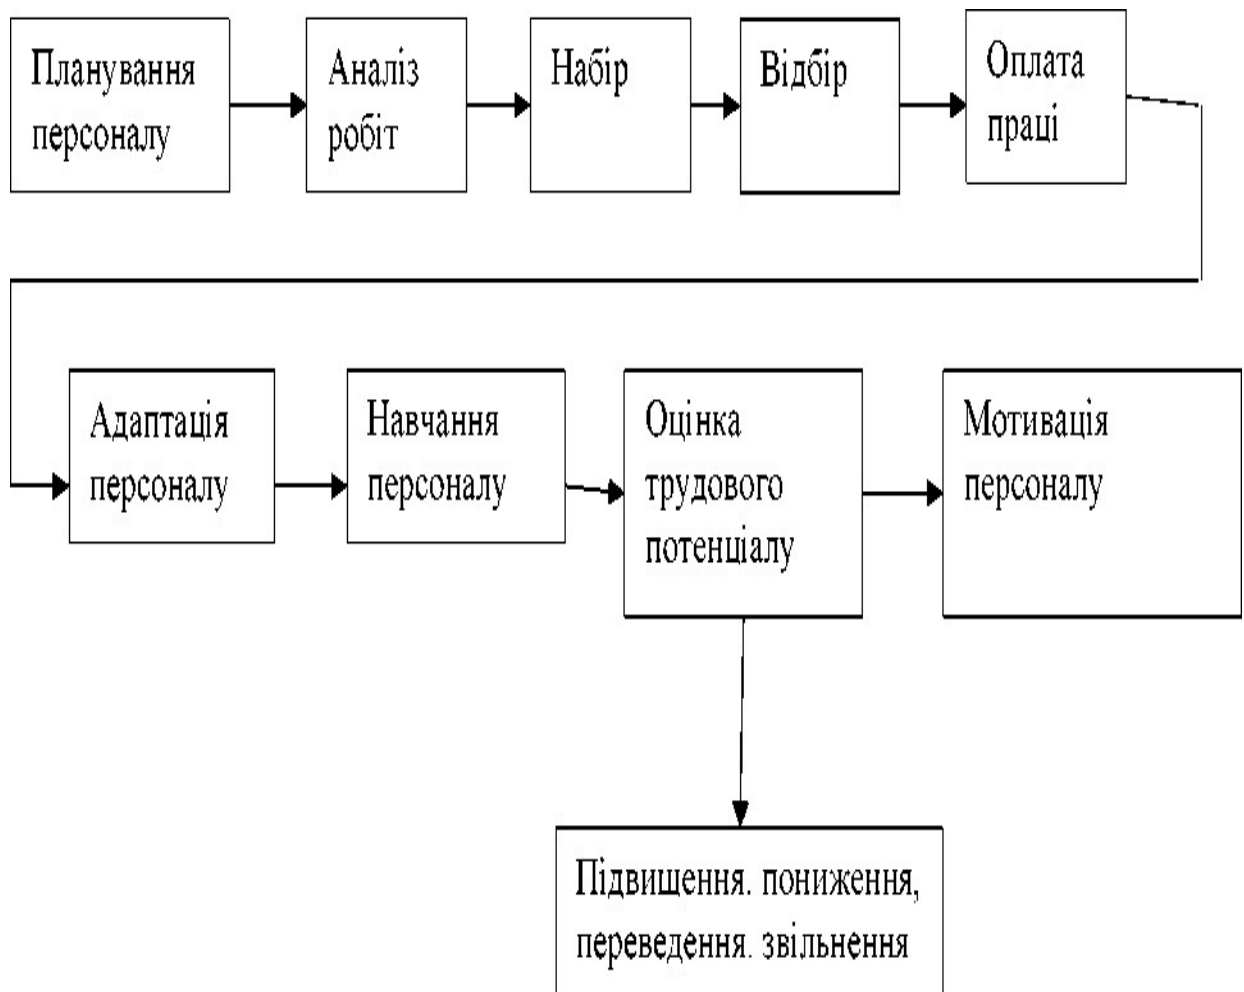 Планування
персоналу
Аналіз
робіт
Набір
Відбір
Оплата
праці
Адаптація
персоналу
Навчання
персоналу
Оцінка
трудового
потенціалу
Мотивація
персоналу
Підвищення. пониження,
переведення. звільнення